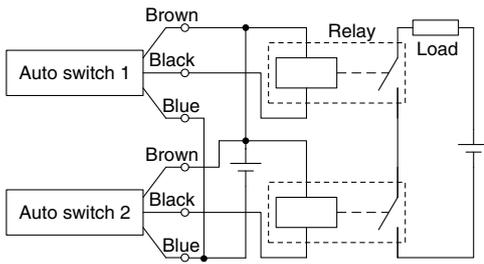 Brown
Relay
Load
Auto switch 1
Black
Blue
Brown
Auto switch 2
Black
Blue